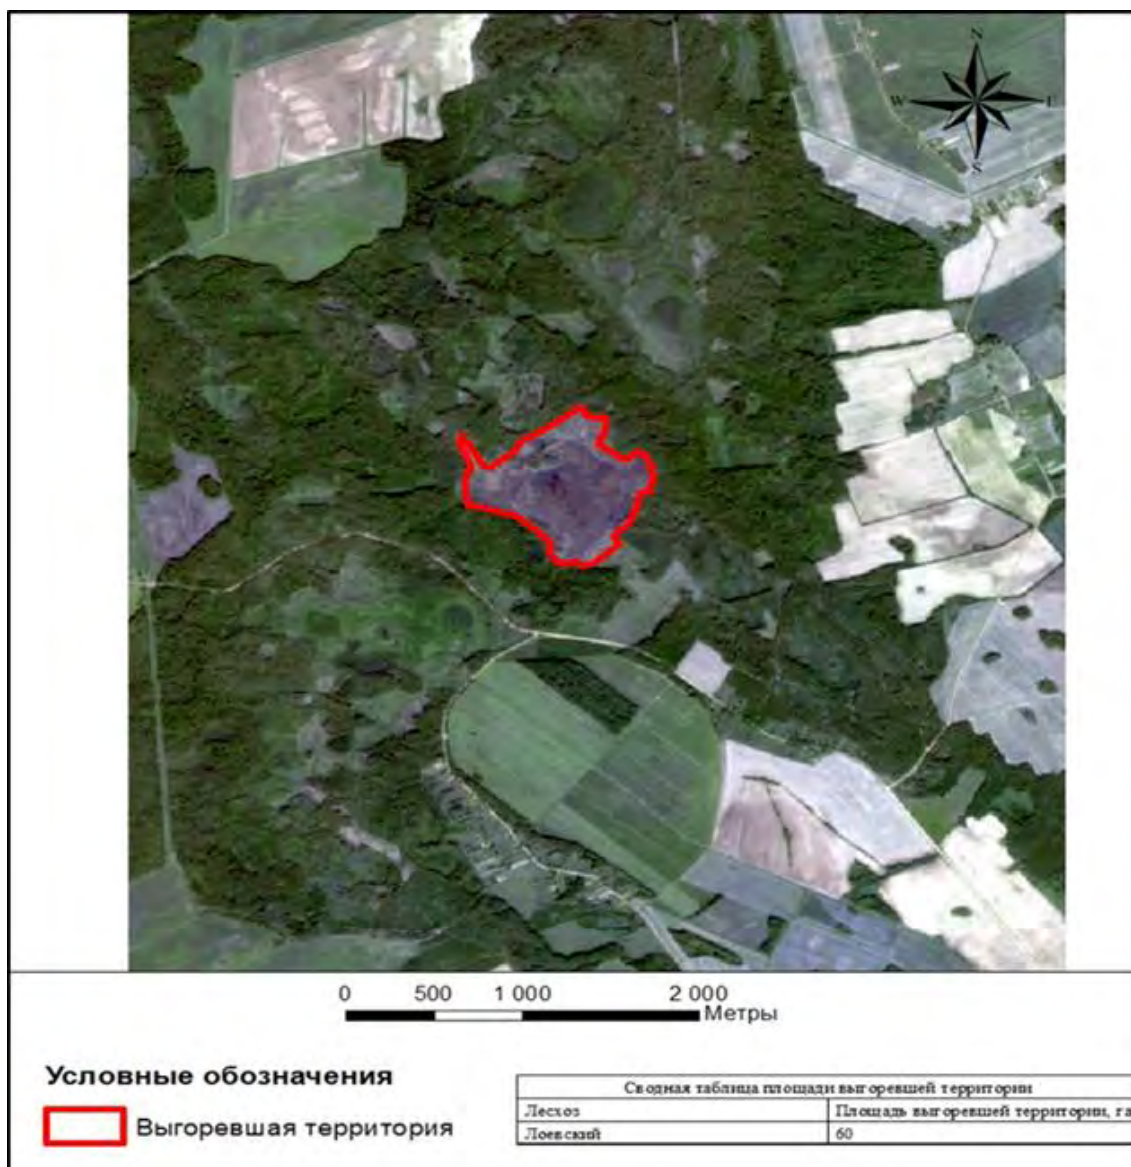 N
W E
S
0 500 1 000 2 000
Метры
Условные обозначения
Выгоревшая территория
Сводная таблица площади выгоревшей территории
Лесхоз Площадь выгоревшей территории, га
Лоевский 60